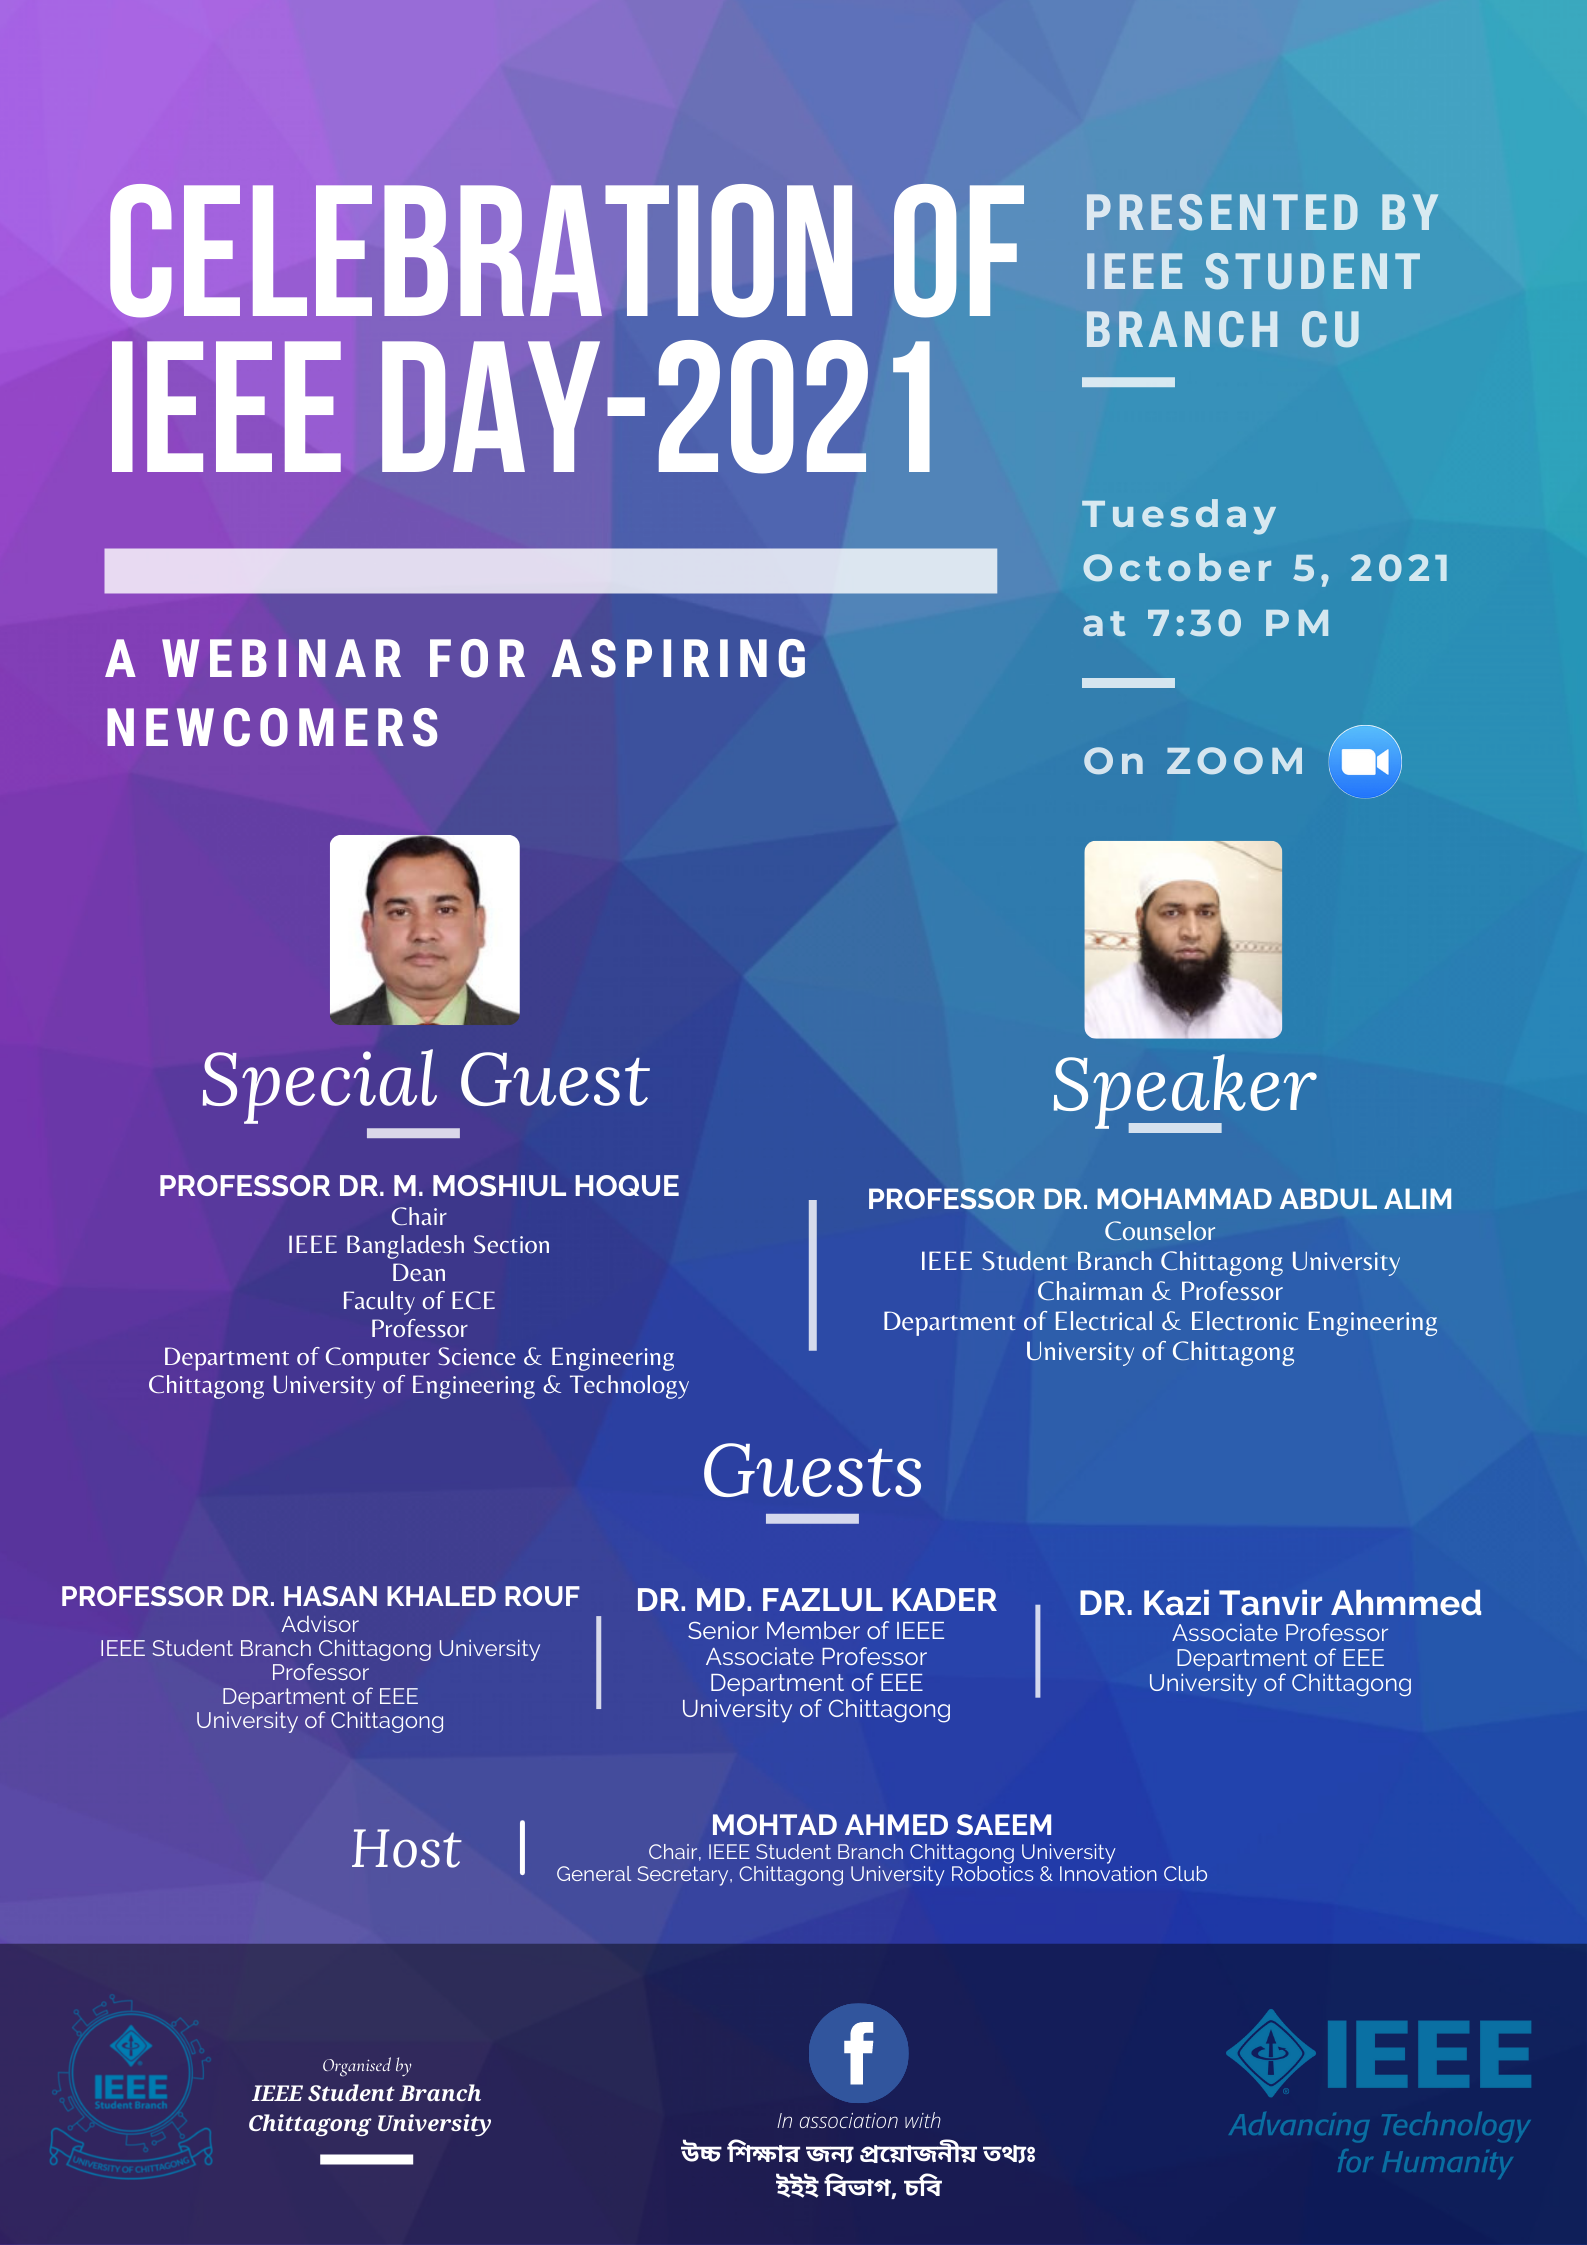 CELEBRATION OF
IEEE DAY-2021
PRESENTED BY
IEEE STUDENT
BRANCH CU
Tuesday
October 5, 2021
at 7:30 PM
On ZOOM
A WEBINAR FOR ASPIRING
NEWCOMERS
Special Guest
PROFESSOR DR. M. MOSHIUL HOQUE
Chair
IEEE Bangladesh Section
Dean
Faculty of ECE
Professor
Department of Computer Science & Engineering
Chittagong University of Engineering & Technology
Speaker
PROFESSOR DR. MOHAMMAD ABDUL ALIM
Counselor
IEEE Student Branch Chittagong University
Chairman & Professor
Department of Electrical & Electronic Engineering
University of Chittagong
Guests
PROFESSOR DR. HASAN KHALED ROUF
Advisor
IEEE Student Branch Chittagong University
Professor
Department of EEE
University of Chittagong
DR. MD. FAZLUL KADER
Senior Member of IEEE
Associate Professor
Department of EEE
University of Chittagong
DR. Kazi Tanvir Ahmmed
Associate Professor
Department of EEE
University of Chittagong
Host
MOHTAD AHMED SAEEM
Chair, IEEE Student Branch Chittagong University
General Secretary, Chittagong University Robotics & Innovation Club
IEEE
Student Branch
UNIVERSITY OF CHITTAGONG
Organised by
IEEE Student Branch
Chittagong University
f
In association with
উচ্চ শিক্ষার জন্য প্রয়োজনীয় তথ্যঃ
ইইই বিভাগ, চবি
IEEE
Advancing Technology
for Humanity